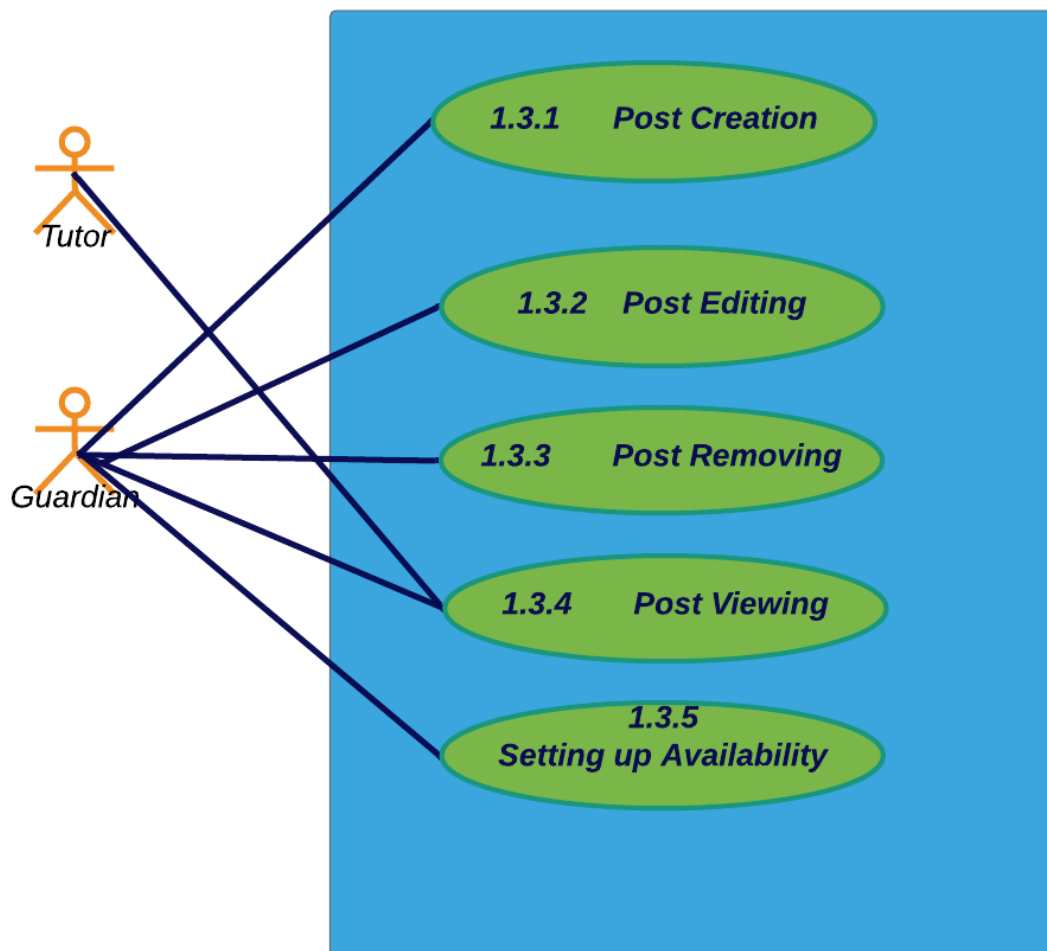 1.3.1 Post Creation
Tutor
1.3.2 Post Editing
1.3.3 Post Removing
Guardian
1.3.4 Post Viewing
1.3.5
Setting up Availability